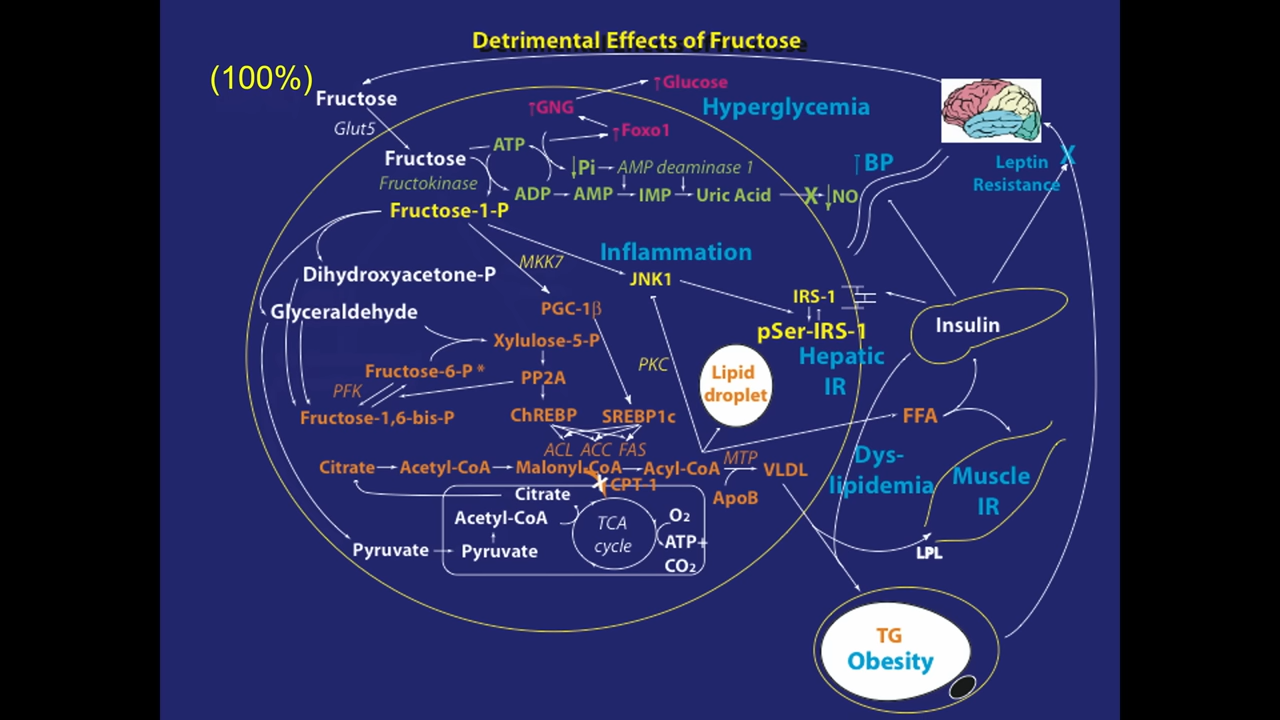 Detrimental Effects of Fructose
(100%)
Fructose
Glut5
Fructose
Fructokinase
Fructose-1-P
ATP
ADP
↑GNG
↑Glucose
↑Foxo1
Hyperglycemia
↓Pi
AMP deaminase 1
AMP
IMP
Uric Acid
X
↓NO
↑BP
Leptin
Resistance
X
Dihydroxyacetone-P
Glyceraldehyde
MKK7
Inflammation
JNK1
IRS-1
pSer-IRS-1
Hepatic
IR
Insulin
PGC-1β
Xylulose-5-P
Fructose-6-P *
PFK
PP2A
PKC
Lipid
droplet
Fructose-1,6-bis-P
ChREBP
SREBP1c
FFA
ACL ACC FAS
Citrate
Acetyl-CoA
Malonyl-CoA
Acyl-CoA
MTP
VLDL
ApoB
X
CPT-1
Dys-
lipidemia
Muscle
IR
Citrate
Acetyl-CoA
TCA
cycle
O₂
ATP+
CO₂
Pyruvate
Pyruvate
LPL
TG
Obesity